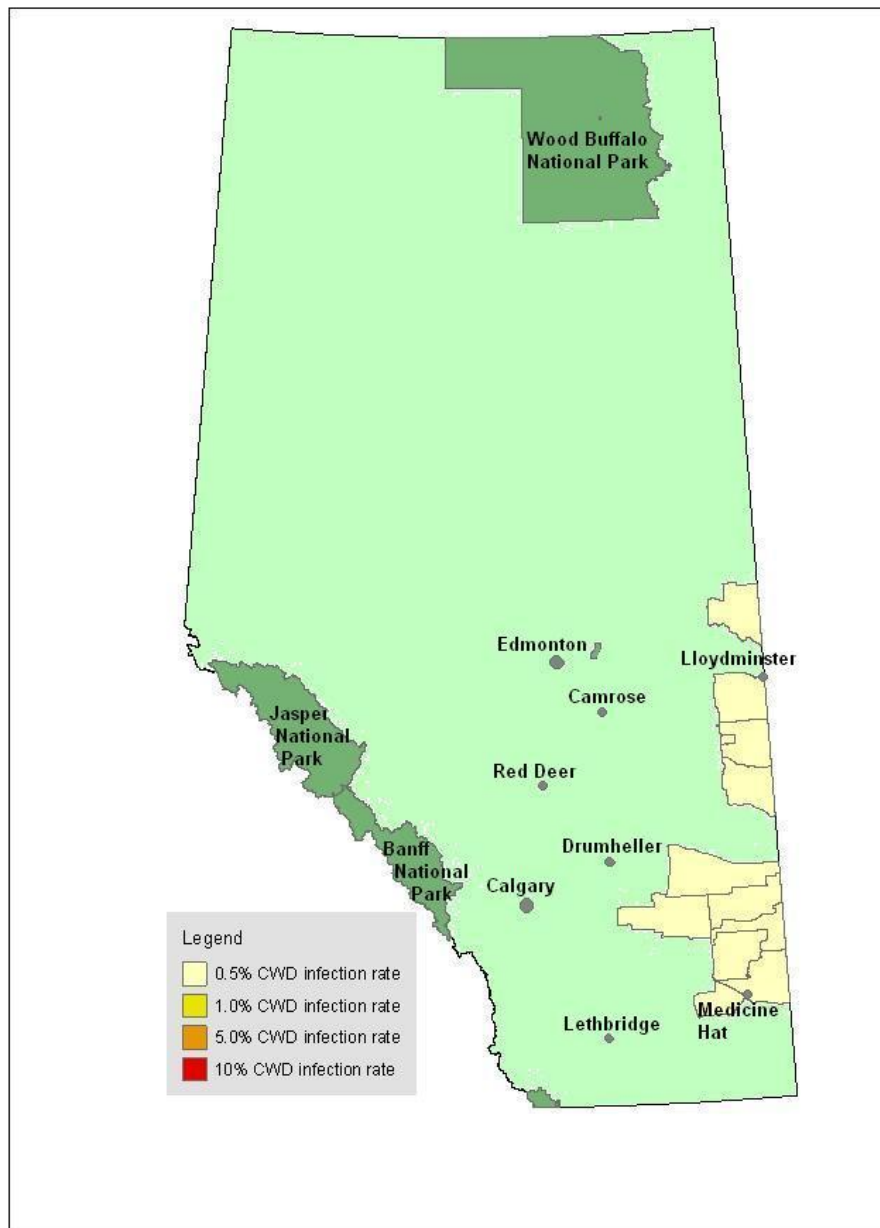 Wood Buffalo
National Park
Edmonton
Lloydminster
Camrose
Jasper
National
Park
Red Deer
Drumheller
Banff
National
Park
Calgary
Legend
0.5% CWD infection rate
1.0% CWD infection rate
5.0% CWD infection rate
10% CWD infection rate
Medicine
Hat
Lethbridge